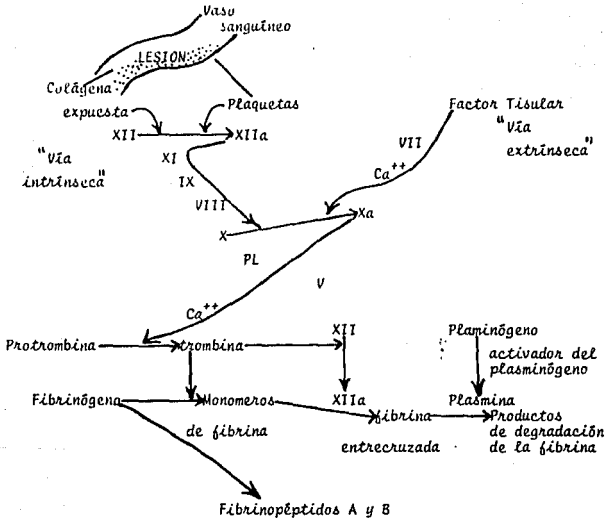 Vaso
sanguíneo
LESION
Colágena
expuesta
Plaquetas
XII
XIIa
"Vía
intrínseca"
XI
IX
VIII
Factor Tisular
"Vía
extrínseca"
VII
Ca++
X
Xa
PL
V
Ca++
Protrombina
trombina
XII
XIIa
Plaminógeno
activador del
plasminógeno
Plasmina
Fibrinógena
Monomeros
de fibrina
fibrina
entrecruzada
Productos
de degradación
de la fibrina
Fibrinopéptidos A y B